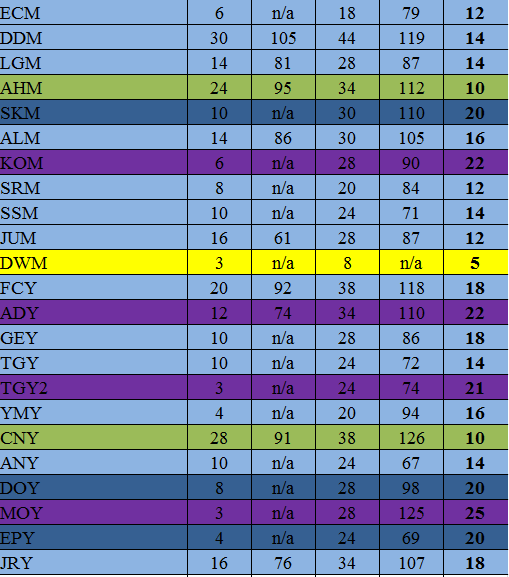 ECM 6 n/a 18 79 12
DDM 30 105 44 119 14
LGM 14 81 28 87 14
AHM 24 95 34 112 10
SKM 10 n/a 30 110 20
ALM 14 86 30 105 16
KOM 6 n/a 28 90 22
SRM 8 n/a 20 84 12
SSM 10 n/a 24 71 14
JUM 16 61 28 87 12
DWM 3 n/a 8 n/a 5
FCY 20 92 38 118 18
ADY 12 74 34 110 22
GEY 10 n/a 28 86 18
TGY 10 n/a 24 72 14
TGY2 3 n/a 24 74 21
YMY 4 n/a 20 94 16
CNY 28 91 38 126 10
ANY 10 n/a 24 67 14
DOY 8 n/a 28 98 20
MOY 3 n/a 28 125 25
EPY 4 n/a 24 69 20
JRY 16 76 34 107 18